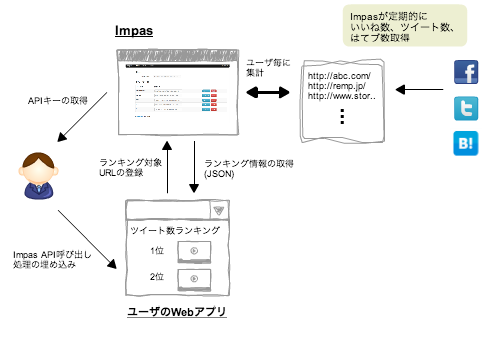 Impas
Impasが定期的に
いいね数、ツイート数、
はてブ数取得
ユーザ毎に
集計
http://abc.com/
http://remp.jp/
http://www.stor..
APIキーの取得
ランキング対象
URLの登録
ランキング情報の取得
(JSON)
Impas API呼び出し
処理の埋め込み
ツイート数ランキング
1位
2位
ユーザのWebアプリ
f
t
B!